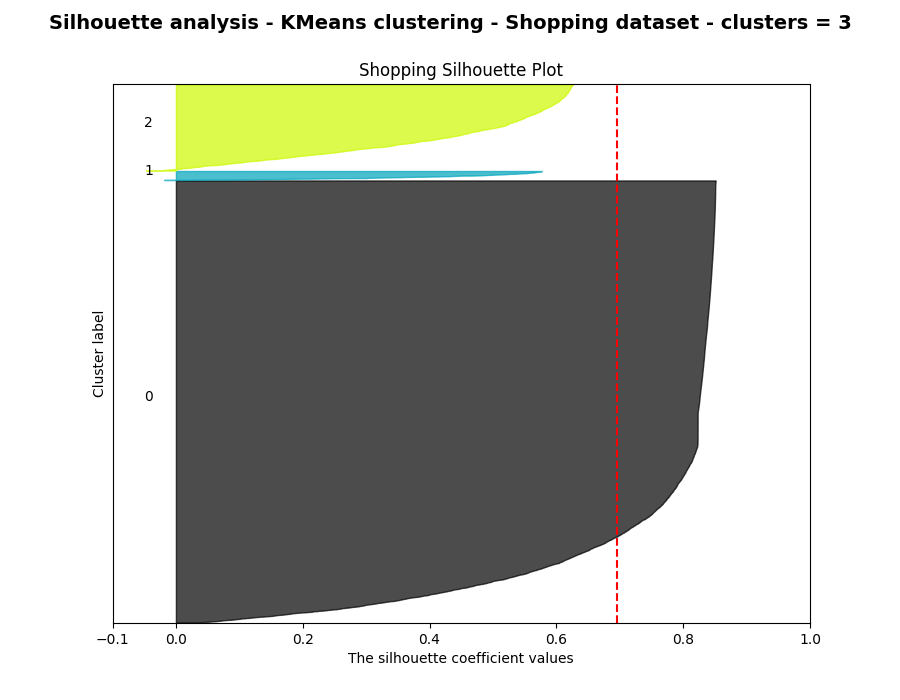 Silhouette analysis - KMeans clustering - Shopping dataset - clusters = 3
Shopping Silhouette Plot
2
1
0
Cluster label
−0.1 0.0 0.2 0.4 0.6 0.8 1.0
The silhouette coefficient values